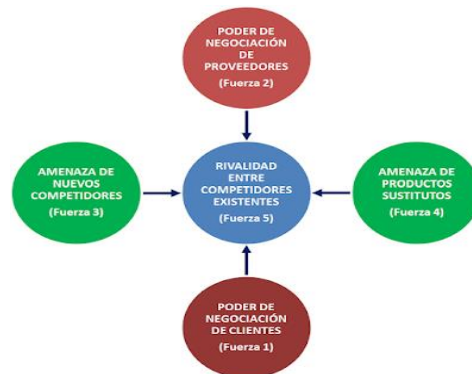 PODER DE
NEGOCIACIÓN
DE
PROVEEDORES
(Fuerza 2)
AMENAZA DE
NUEVOS
COMPETIDORES
(Fuerza 3)
RIVALIDAD
ENTRE
COMPETIDORES
EXISTENTES
(Fuerza 5)
AMENAZA DE
PRODUCTOS
SUSTITUTOS
(Fuerza 4)
PODER DE
NEGOCIACIÓN
DE CLIENTES
(Fuerza 1)